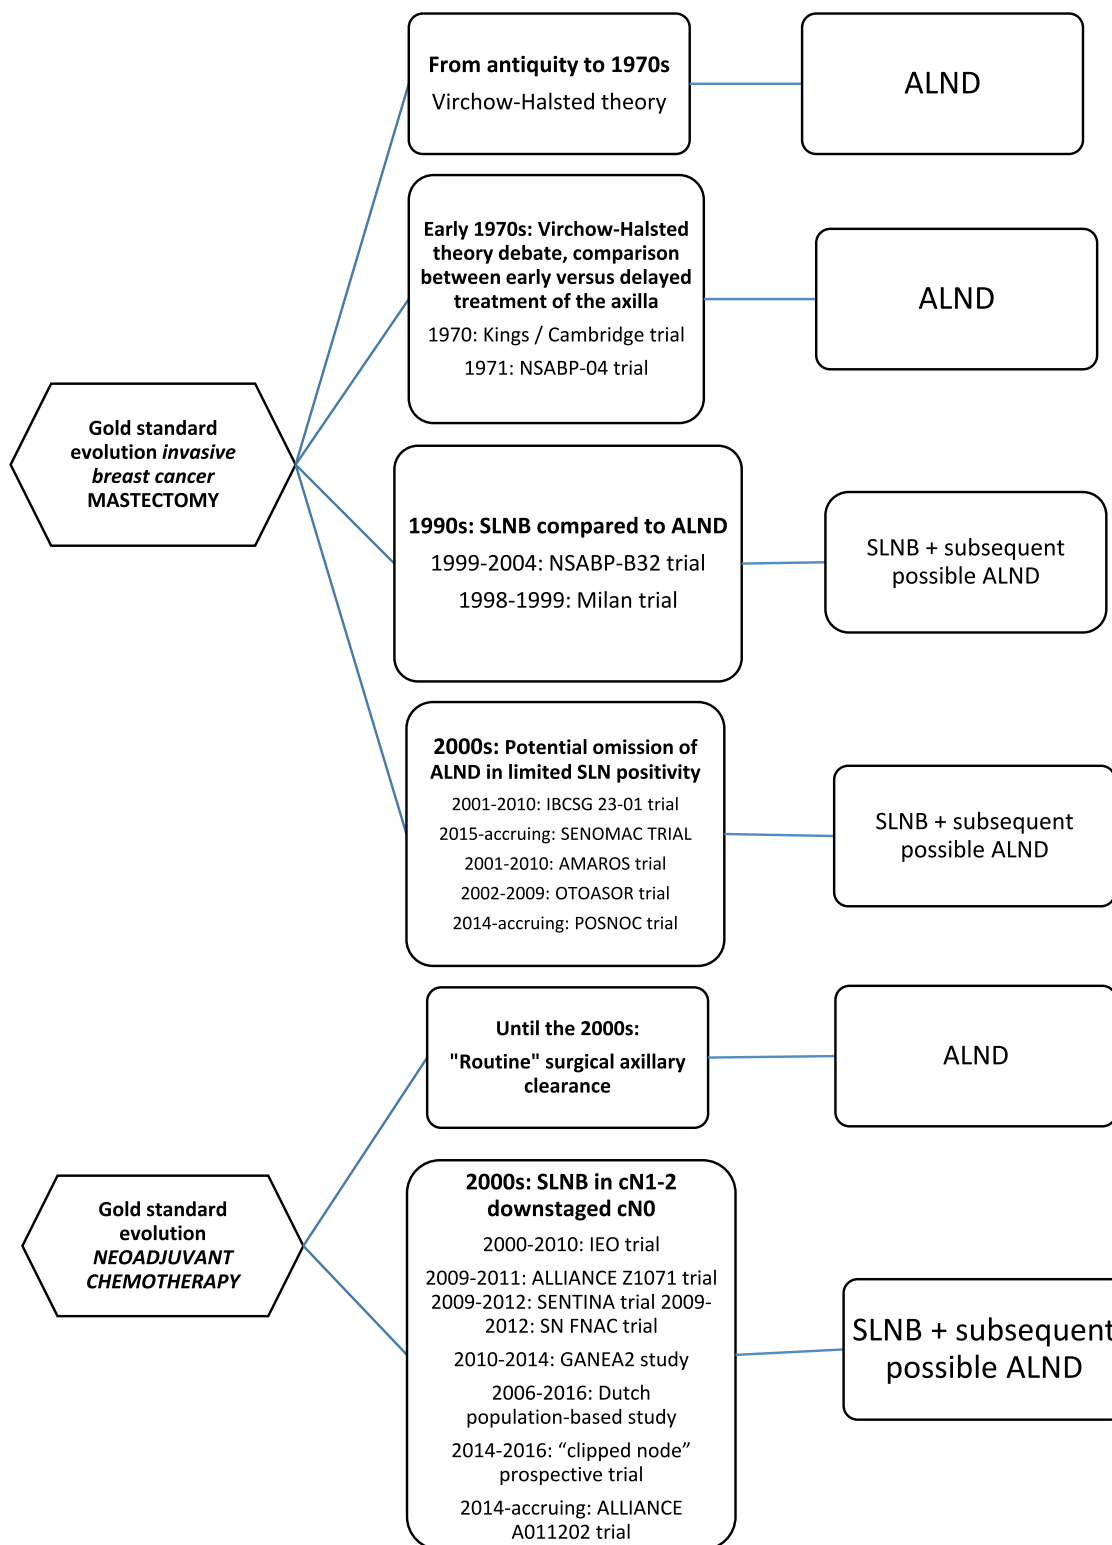 From antiquity to 1970s
Virchow-Halsted theory
ALND
Early 1970s: Virchow-Halsted
theory debate, comparison
between early versus delayed
treatment of the axilla
1970: Kings / Cambridge trial
1971: NSABP-04 trial
ALND
Gold standard
evolution invasive
breast cancer
MASTECTOMY
1990s: SLNB compared to ALND
1999-2004: NSABP-B32 trial
1998-1999: Milan trial
SLNB + subsequent
possible ALND
2000s: Potential omission of
ALND in limited SLN positivity
2001-2010: IBCSG 23-01 trial
2015-accruing: SENOMAC TRIAL
2001-2010: AMAROS trial
2002-2009: OTOASOR trial
2014-accruing: POSNOC trial
SLNB + subsequent
possible ALND
Until the 2000s:
"Routine" surgical axillary
clearance
ALND
Gold standard
evolution
NEOADJUVANT
CHEMOTHERAPY
2000s: SLNB in cN1-2
downstaged cN0
2000-2010: IEO trial
2009-2011: ALLIANCE Z1071 trial
2009-2012: SENTINA trial 2009-
2012: SN FNAC trial
2010-2014: GANEA2 study
2006-2016: Dutch
population-based study
2014-2016: “clipped node”
prospective trial
2014-accruing: ALLIANCE
A011202 trial
SLNB + subsequent
possible ALND